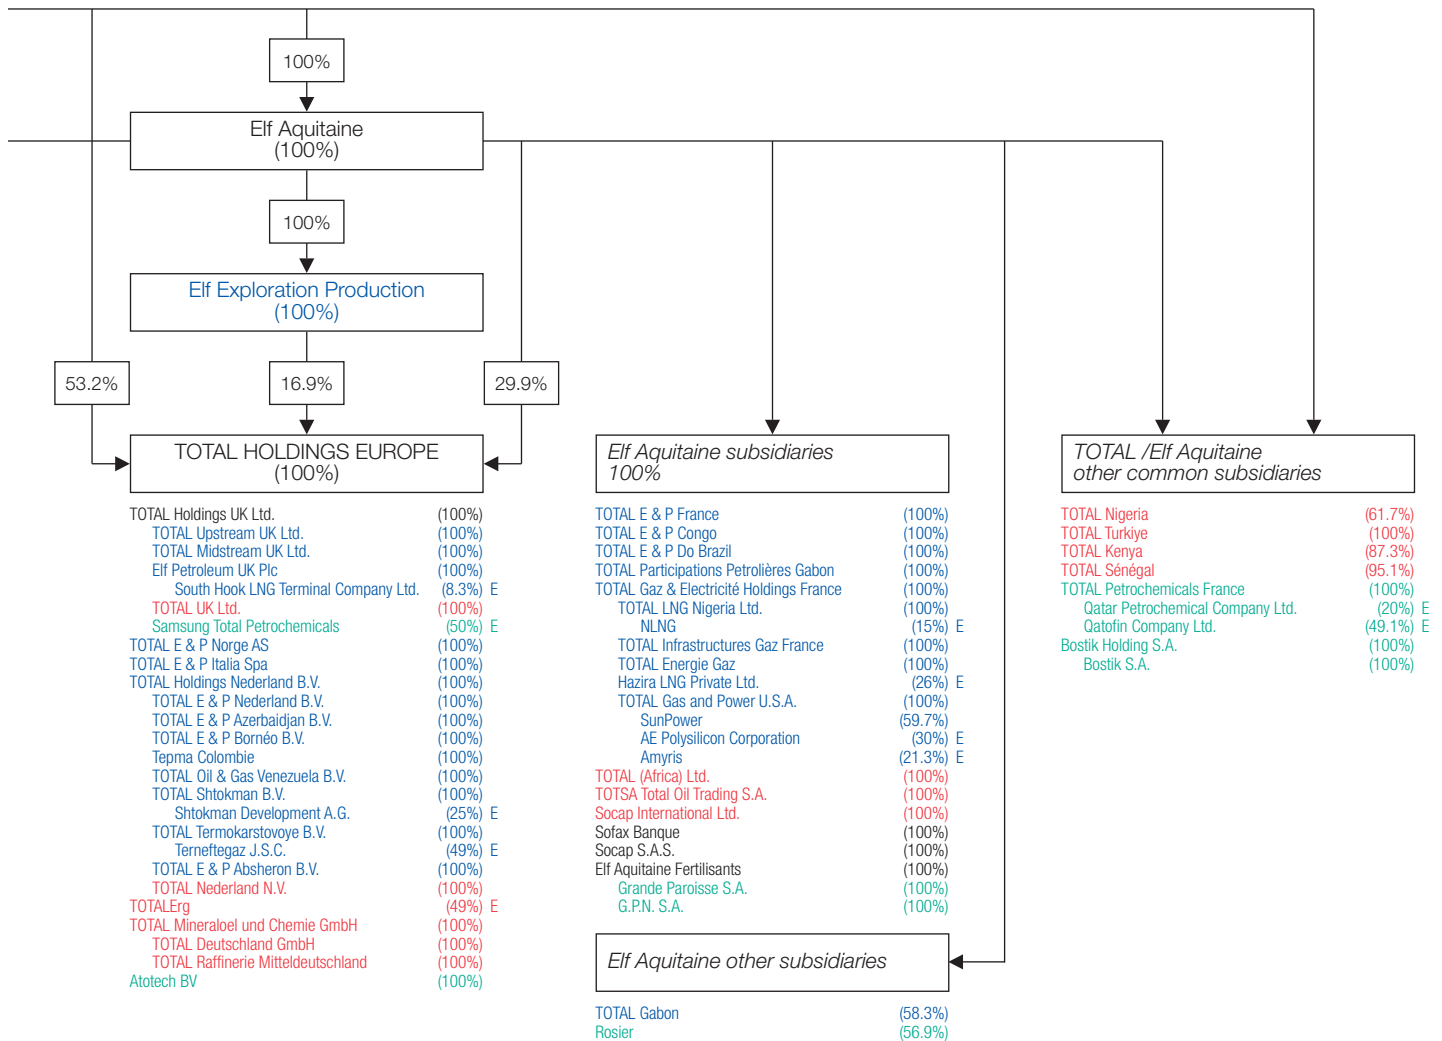 100%
Elf Aquitaine
(100%)
100%
Elf Exploration Production
(100%)
53.2%
16.9%
29.9%
TOTAL HOLDINGS EUROPE
(100%)
TOTAL Holdings UK Ltd. (100%)
TOTAL Upstream UK Ltd. (100%)
TOTAL Midstream UK Ltd. (100%)
Elf Petroleum UK Plc (100%)
South Hook LNG Terminal Company Ltd. (8.3%) E
TOTAL UK Ltd. (100%)
Samsung Total Petrochemicals (50%) E
TOTAL E & P Norge AS (100%)
TOTAL E & P Italia Spa (100%)
TOTAL Holdings Nederland B.V. (100%)
TOTAL E & P Nederland B.V. (100%)
TOTAL E & P Azerbaidjan B.V. (100%)
TOTAL E & P Bornéo B.V. (100%)
Tepma Colombie (100%)
TOTAL Oil & Gas Venezuela B.V. (100%)
TOTAL Shtokman B.V. (100%)
Shtokman Development A.G. (25%) E
TOTAL Termokarstovoye B.V. (100%)
Terneftegaz J.S.C. (49%) E
TOTAL E & P Absheron B.V. (100%)
TOTAL Nederland N.V. (100%)
TOTALErg (49%) E
TOTAL Mineraloel und Chemie GmbH (100%)
TOTAL Deutschland GmbH (100%)
TOTAL Raffinerie Mitteldeutschland (100%)
Atotech BV (100%)
Elf Aquitaine subsidiaries
100%
TOTAL E & P France (100%)
TOTAL E & P Congo (100%)
TOTAL E & P Do Brazil (100%)
TOTAL Participations Petrolières Gabon (100%)
TOTAL Gaz & Electricité Holdings France (100%)
TOTAL LNG Nigeria Ltd. (100%)
NLNG (15%) E
TOTAL Infrastructures Gaz France (100%)
TOTAL Energie Gaz (100%)
Hazira LNG Private Ltd. (26%) E
TOTAL Gas and Power U.S.A. (100%)
SunPower (59.7%)
AE Polysilicon Corporation (30%) E
Amyris (21.3%) E
TOTAL (Africa) Ltd. (100%)
TOTSA Total Oil Trading S.A. (100%)
Socap International Ltd. (100%)
Sofax Banque (100%)
Socap S.A.S. (100%)
Elf Aquitaine Fertilisants (100%)
Grande Paroisse S.A. (100%)
G.P.N. S.A. (100%)
Elf Aquitaine other subsidiaries
TOTAL Gabon (58.3%)
Rosier (56.9%)
TOTAL /Elf Aquitaine
other common subsidiaries
TOTAL Nigeria (61.7%)
TOTAL Turkiye (100%)
TOTAL Kenya (87.3%)
TOTAL Sénégal (95.1%)
TOTAL Petrochemicals France (100%)
Qatar Petrochemical Company Ltd. (20%) E
Qatofin Company Ltd. (49.1%) E
Bostik Holding S.A. (100%)
Bostik S.A. (100%)